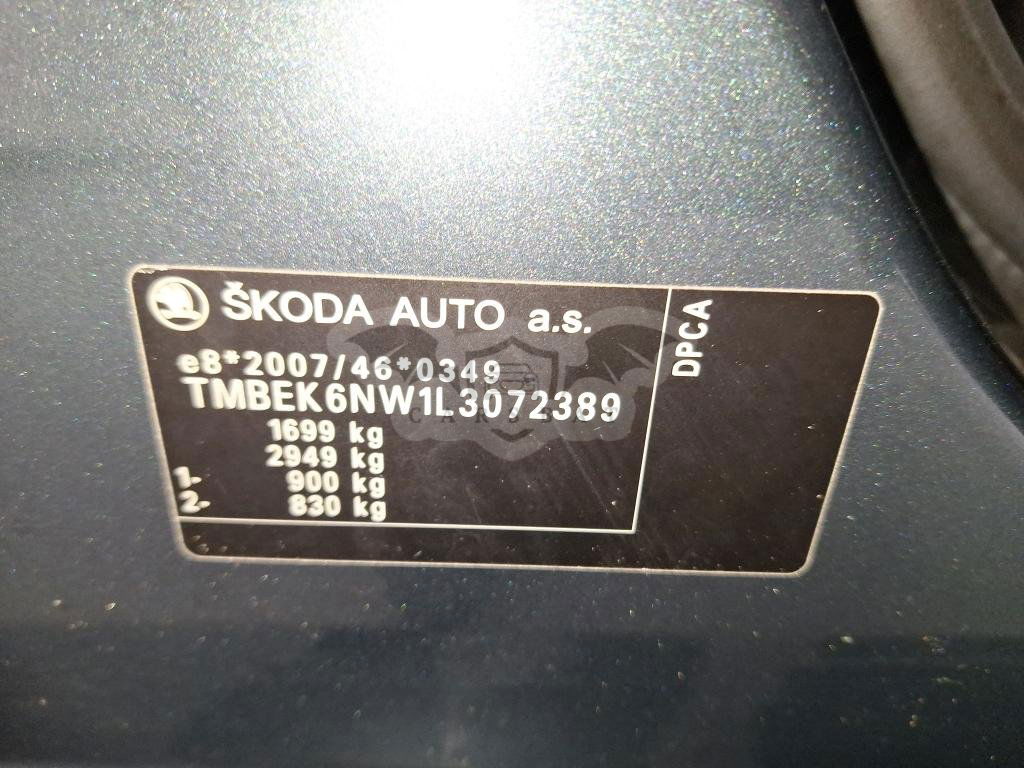 ŠKODA AUTO a.s.
e8*2007/46*0349
TMBEK6NW1L3072389
1699 kg
2949 kg
1- 900 kg
2- 830 kg
DPCA